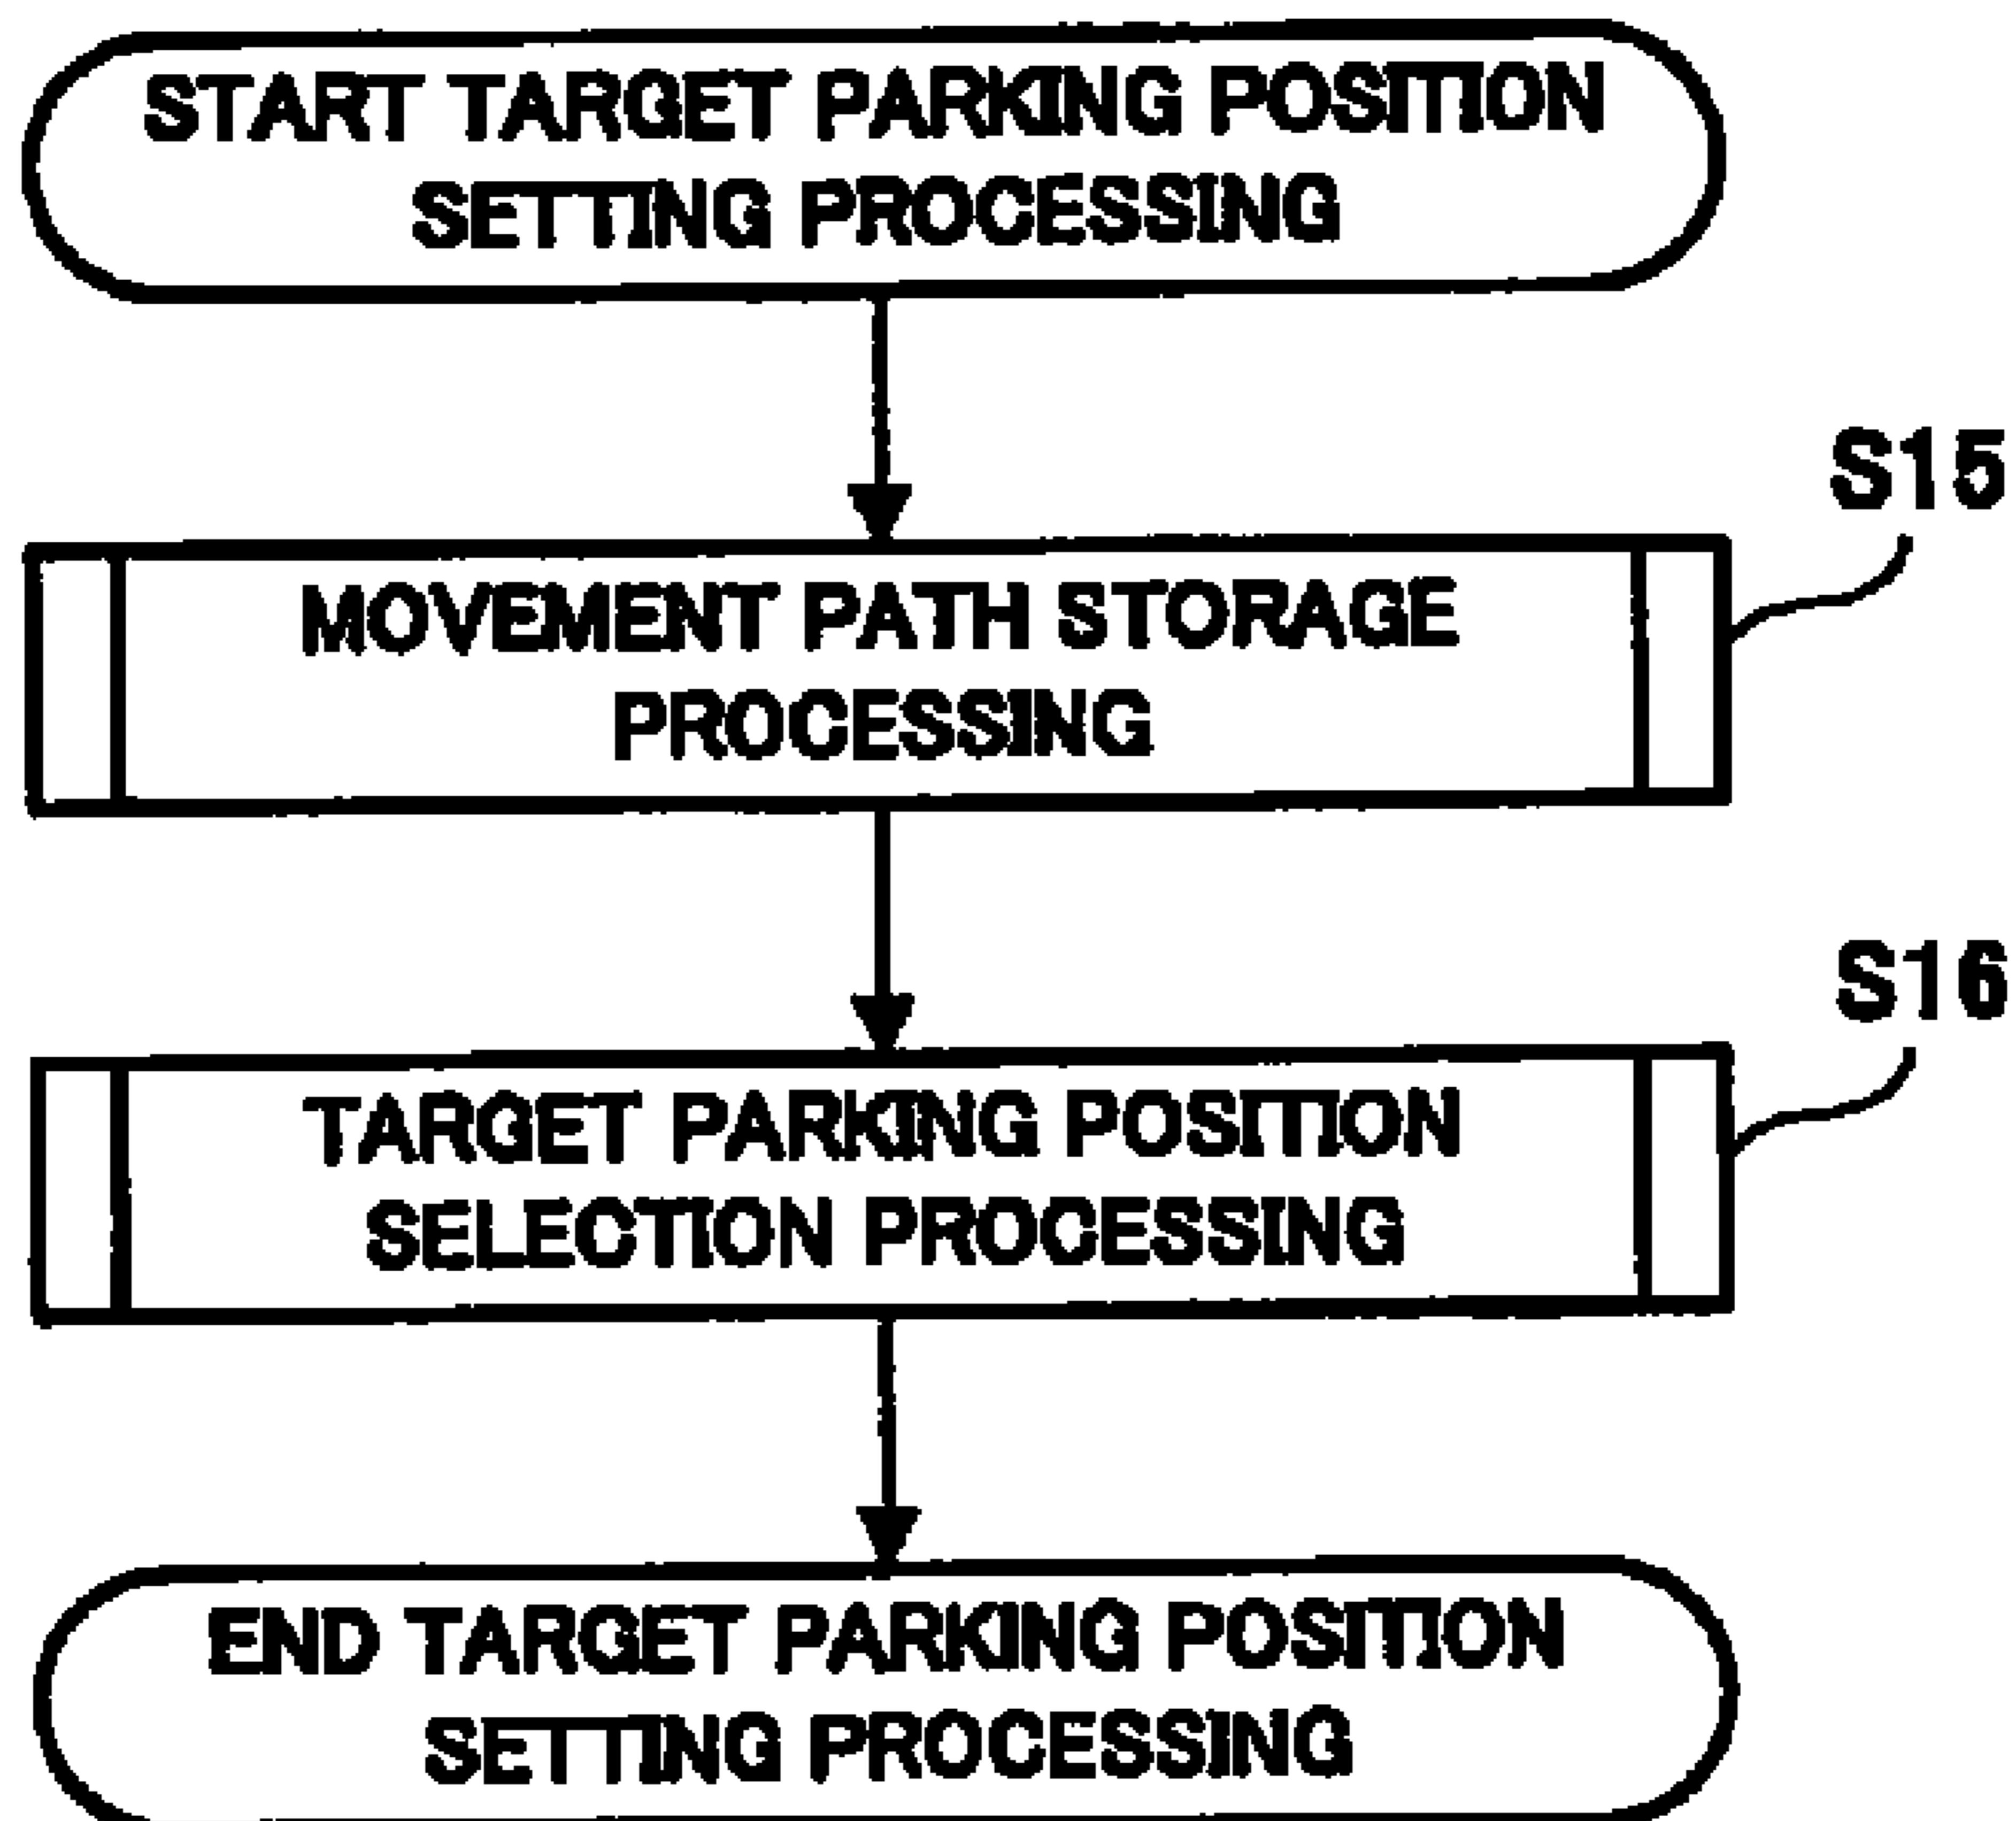 START TARGET PARKING POSITION
SETTING PROCESSING
S15
MOVEMENT PATH STORAGE
PROCESSING
S16
TARGET PARKING POSITION
SELECTION PROCESSING
END TARGET PARKING POSITION
SETTING PROCESSING